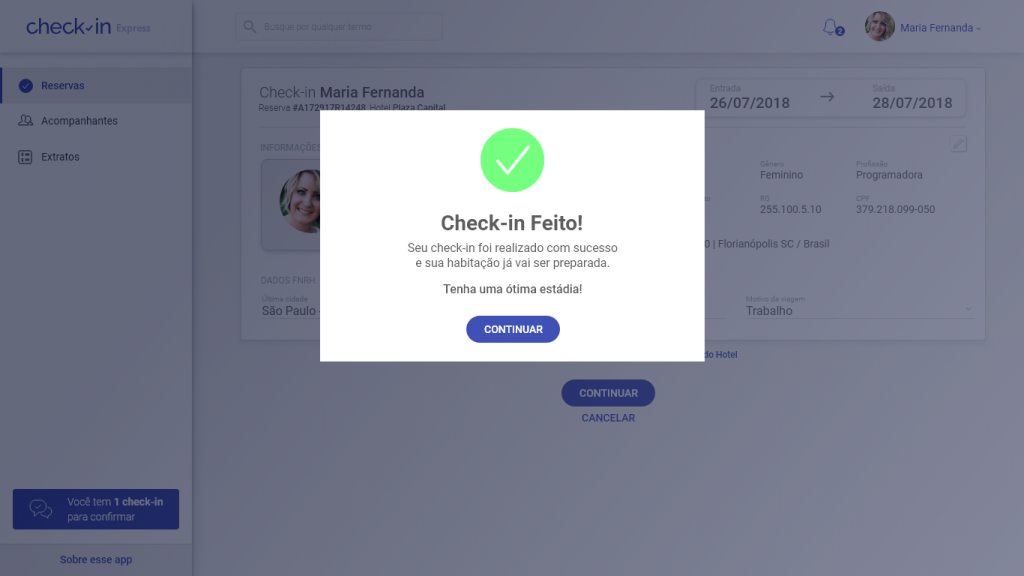 check-in Express
Busque por qualquer termo
2
Maria Fernanda
Reservas
Acompanhantes
Extratos
Check-in Maria Fernanda
Reserva #A172917R14248 Hotel Plaza Capital
Entrada
26/07/2018
Saída
28/07/2018
INFORMAÇÕES
Gênero
Feminino
Profissão
Programadora
RG
255.100.5.10
CPF
379.218.099-050
0 | Florianópolis SC / Brasil
DADOS FNRH
Última cidade
São Paulo -
Motivo da viagem
Trabalho
Check-in Feito!
Seu check-in foi realizado com sucesso
e sua habitação já vai ser preparada.
Tenha uma ótima estádia!
CONTINUAR
do Hotel
CONTINUAR
CANCELAR
Você tem 1 check-in
para confirmar
Sobre esse app